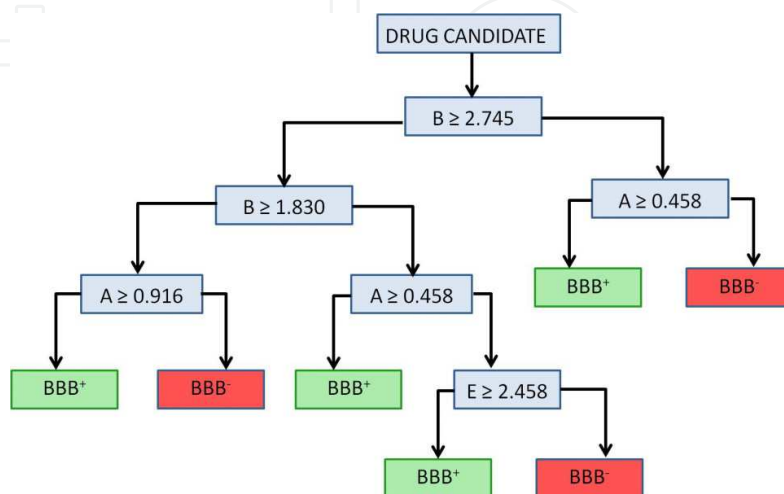 DRUG CANDIDATE
B ≥ 2.745
B ≥ 1.830
A ≥ 0.458
A ≥ 0.916
A ≥ 0.458
BBB⁺
BBB⁻
BBB⁺
BBB⁻
BBB⁺
E ≥ 2.458
BBB⁺
BBB⁻